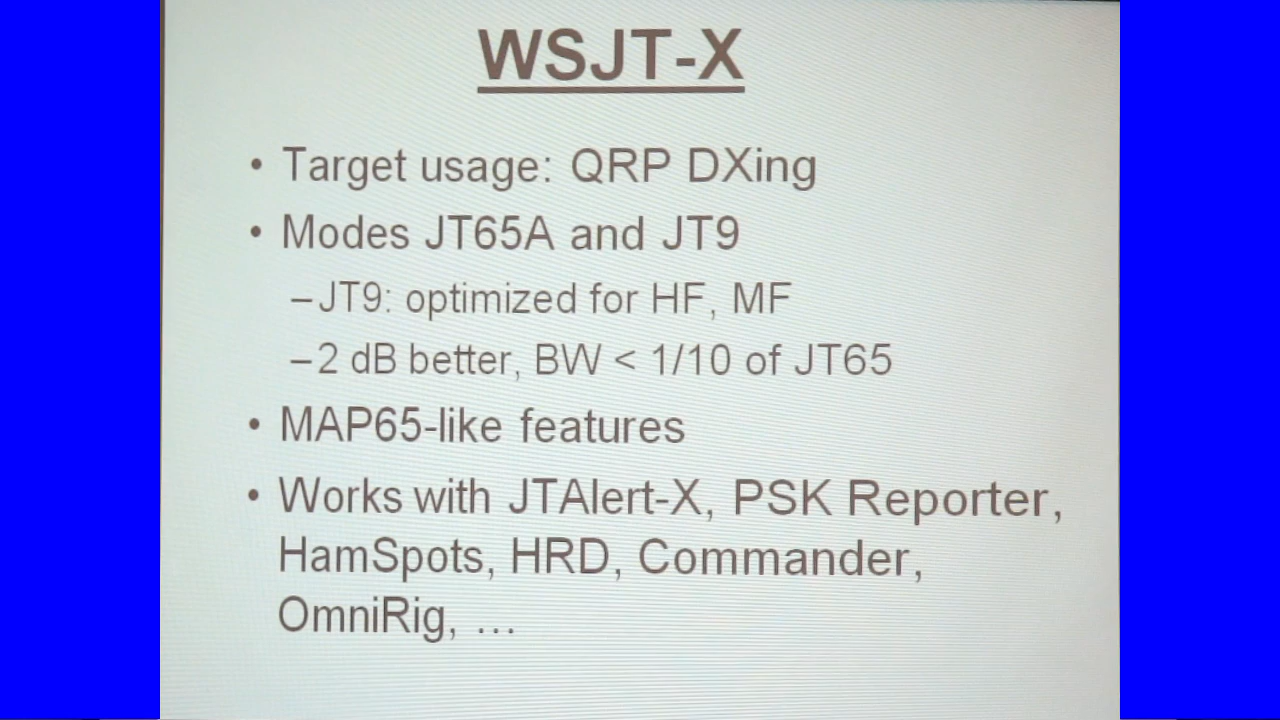 WSJT-X
• Target usage: QRP DXing
• Modes JT65A and JT9
–JT9: optimized for HF, MF
–2 dB better, BW < 1/10 of JT65
• MAP65-like features
• Works with JTAlert-X, PSK Reporter,
HamSpots, HRD, Commander,
OmniRig, …